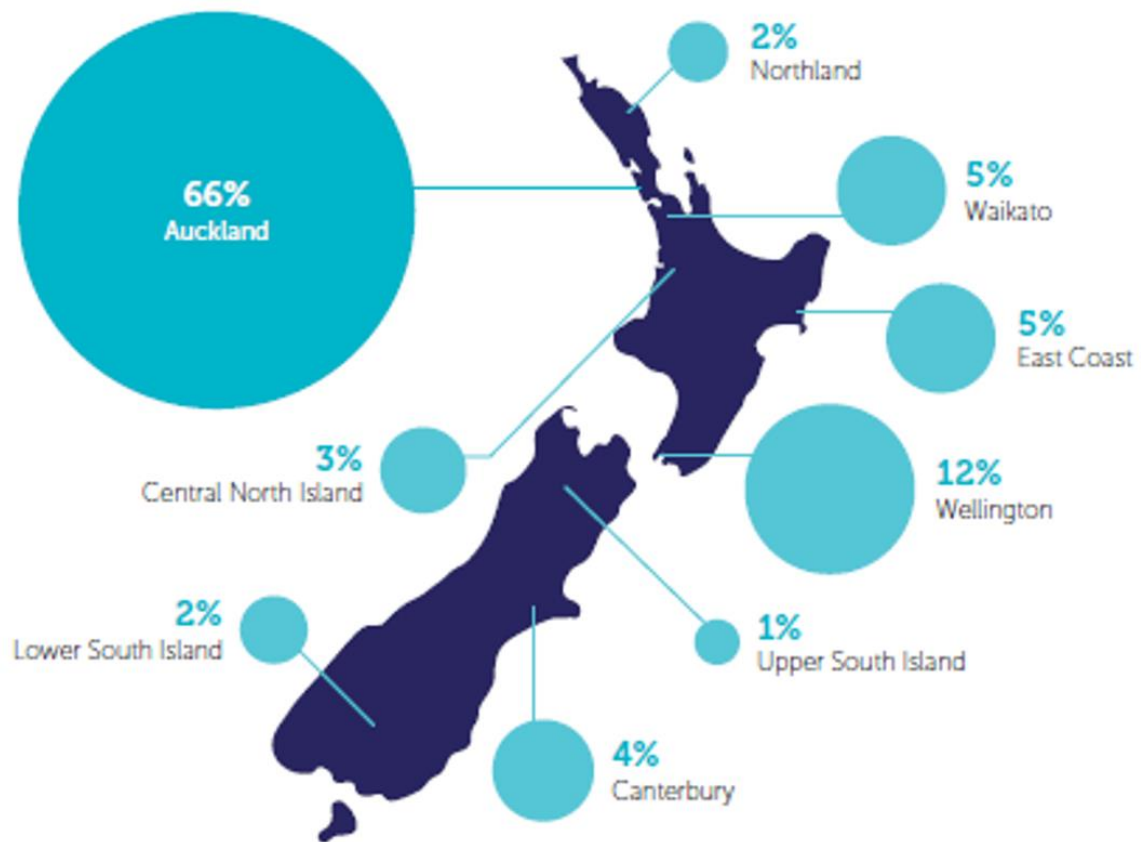 2%
Northland
66%
Auckland
5%
Waikato
5%
East Coast
3%
Central North Island
12%
Wellington
2%
Lower South Island
1%
Upper South Island
4%
Canterbury